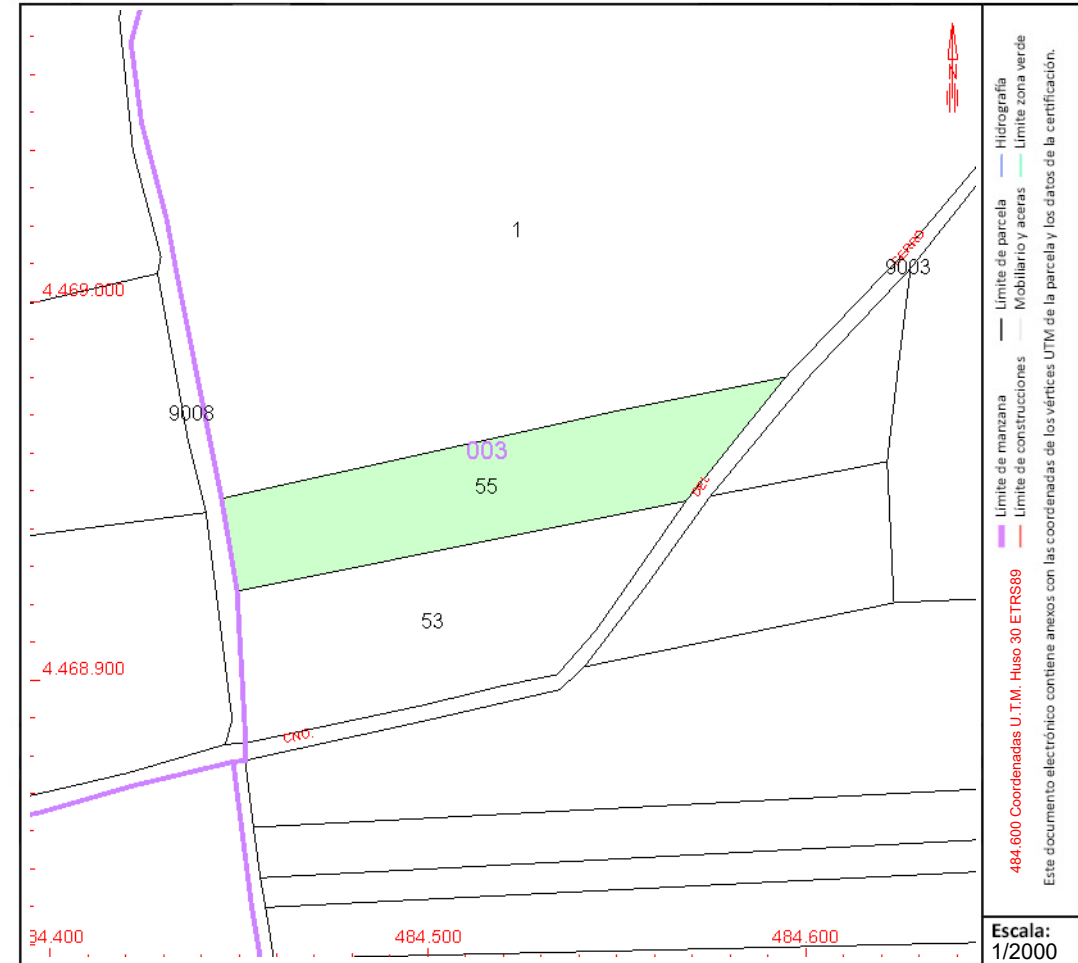 N
1
CERRO
9003
4.469.000
9008
003
55
DEL
53
4.468.900
CNO.
84.400
484.500
484.600
Hidrografía
Límite zona verde
Límite de parcela
Mobiliario y aceras
Límite de manzana
Límite de construcciones
484.600 Coordenadas U.T.M. Huso 30 ETRS89
Este documento electrónico contiene anexos con las coordenadas de los vértices UTM de la parcela y los datos de la certificación.
Escala:
1/2000